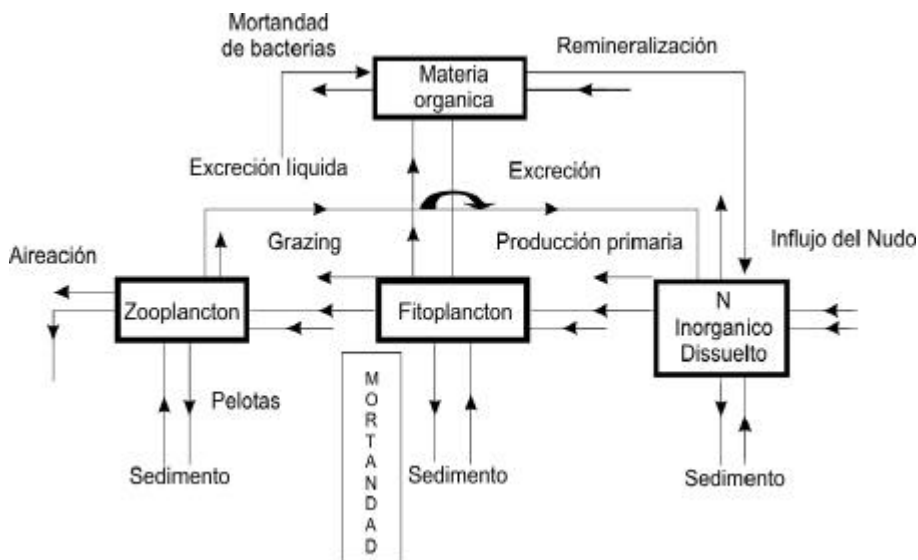 Mortandad
de bacterias
Remineralización
Materia
organica
Excreción liquida
Excreción
Grazing
Producción primaria
Influjo del Nudo
Aireación
Zooplancton
Fitoplancton
N
Inorganico
Dissuelto
Pelotas
MORTANDAD
Sedimento
Sedimento
Sedimento